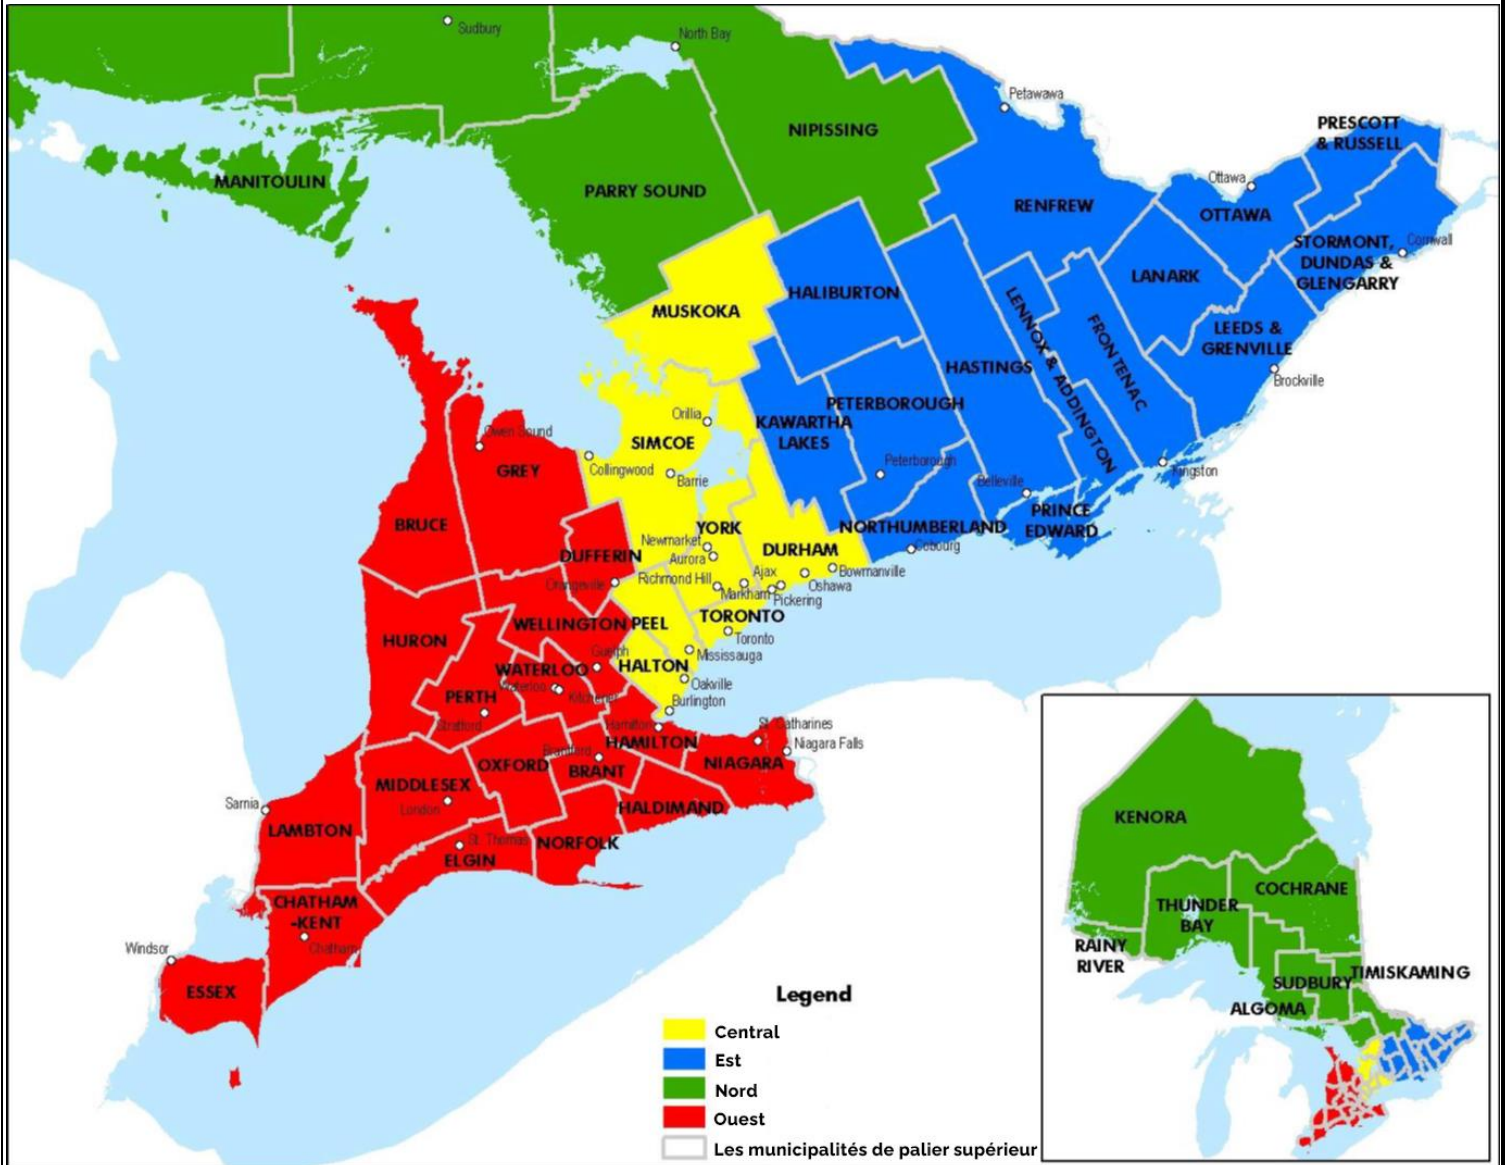 Sudbury
North Bay
Petawawa
NIPISSING
PRESCOTT
& RUSSELL
MANITOULIN
PARRY SOUND
Ottawa
RENFREW
OTTAWA
Cornwall
STORMONT,
DUNDAS &
GLENGARRY
LANARK
HALIBURTON
MUSKOKA
LENNOX & ADDINGTON
FRONTENAC
LEEDS &
GRENVILLE
HASTINGS
Brockville
PETERBOROUGH
KAWARTHA
LAKES
Orillia
SIMCOE
Owen Sound
GREY
Collingwood
Barrie
Peterborough
Belleville
Kingston
BRUCE
YORK
NORTHUMBERLAND
PRINCE
EDWARD
Newmarket
Aurora
DURHAM
Cobourg
DUFFERIN
Orangeville
Richmond Hill
Ajax
Oshawa
Bowmanville
Markham
Pickering
TORONTO
Toronto
WELLINGTON
PEEL
HURON
Guelph
HALTON
Mississauga
WATERLOO
Waterloo
Kitchener
Oakville
PERTH
Stratford
Burlington
Hamilton
HAMILTON
St. Catharines
Niagara Falls
NIAGARA
Brantford
BRANT
OXFORD
MIDDLESEX
London
HALDIMAND
Sarnia
LAMBTON
St. Thomas
ELGIN
NORFOLK
CHATHAM
-KENT
Chatham
Windsor
ESSEX
KENORA
COCHRANE
THUNDER
BAY
RAINY
RIVER
TIMISKAMING
SUDBURY
ALGOMA
Legend
Central
Est
Nord
Ouest
Les municipalités de palier supérieur